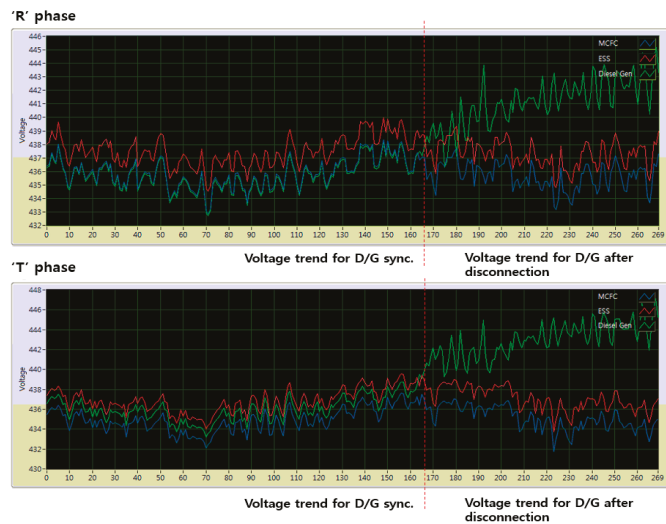 'R' phase
446
445
444
443
442
441
440
439
438
437
436
435
434
433
432
Voltage
MCFC
ESS
Diesel Gen
0 10 20 30 40 50 60 70 80 90 100 110 120 130 140 150 160 170 180 190 200 210 220 230 240 250 260 269
Voltage trend for D/G sync.
Voltage trend for D/G after
disconnection
'T' phase
448
446
444
442
440
438
436
434
432
430
Voltage
MCFC
ESS
Diesel Gen
0 10 20 30 40 50 60 70 80 90 100 110 120 130 140 150 160 170 180 190 200 210 220 230 240 250 260 269
Voltage trend for D/G sync.
Voltage trend for D/G after
disconnection